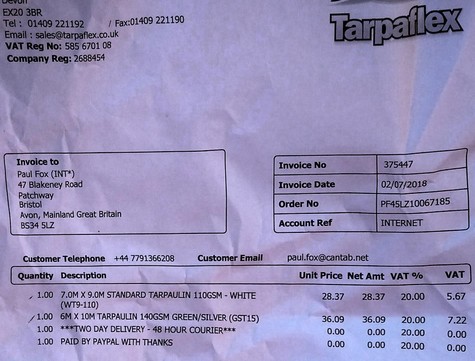 Devon
EX20 3BR
Tel : 01409 221192 / Fax:01409 221190
Email : sales@tarpaflex.co.uk
VAT Reg No: 585 6701 08
Company Reg: 2688454
Tarpaflex
Invoice to
Paul Fox (INT*)
47 Blakeney Road
Patchway
Bristol
Avon, Mainland Great Britain
BS34 5LZ
Invoice No 375447
Invoice Date 02/07/2018
Order No PF45LZ10067185
Account Ref INTERNET
Customer Telephone +44 7791366208 Customer Email paul.fox@cantab.net
Quantity Description Unit Price Net Amt VAT % VAT
1.00 7.0M X 9.0M STANDARD TARPAULIN 110GSM - WHITE 28.37 28.37 20.00 5.67
(WT9-110)
1.00 6M X 10M TARPAULIN 140GSM GREEN/SILVER (GST15) 36.09 36.09 20.00 7.22
1.00 ***TWO DAY DELIVERY - 48 HOUR COURIER*** 0.00 0.00 20.00 0.00
1.00 PAID BY PAYPAL WITH THANKS 0.00 0.00 20.00 0.00